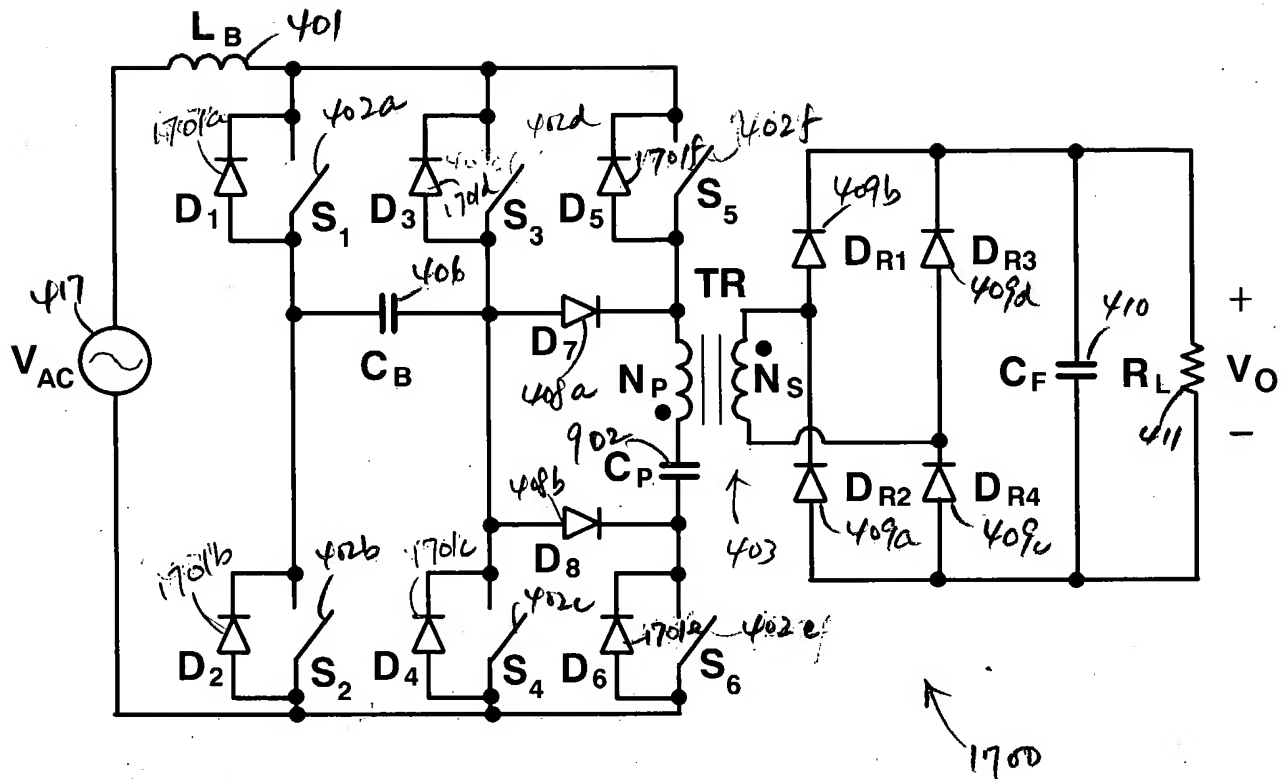 L B 401
1701a 402a 402d 1701f 402f
1701d
D1 S1 D3 S3 D5 S5
409b
DR1 DR3
409d
417
VAC
406
CB
D7
408a
TR
NP NS
410
CF RL
411
+
VO
−
902
CP
408b
D8
403
DR2 DR4
409a 409c
1701b 402b 1701c 402c 1701e 402e
D2 S2 D4 S4 D6 S6
1700